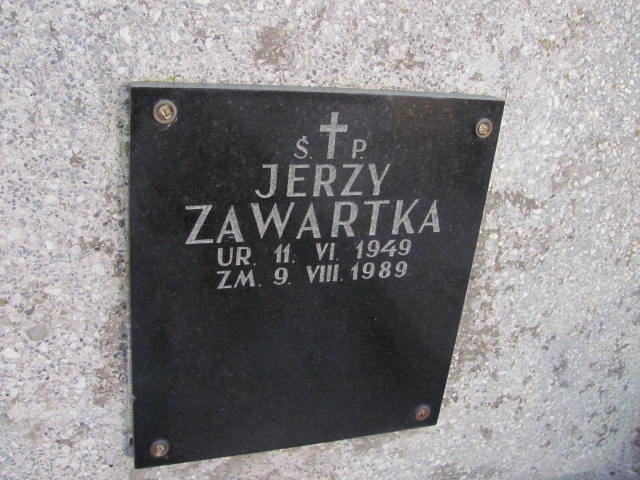 Ś. P.
JERZY
ZAWARTKA
UR. 11. VI. 1949
ZM. 9. VIII. 1989